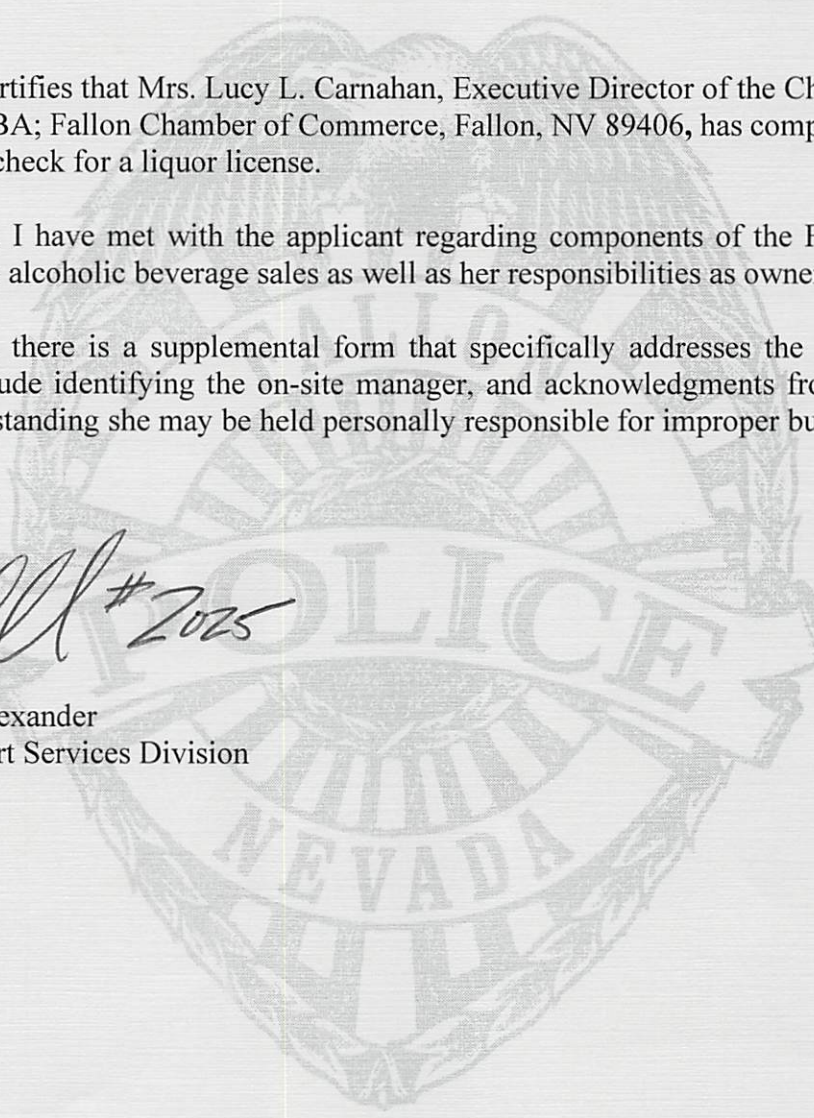 rtifies that Mrs. Lucy L. Carnahan, Executive Director of the Ch
BA; Fallon Chamber of Commerce, Fallon, NV 89406, has comp
check for a liquor license.
I have met with the applicant regarding components of the F
alcoholic beverage sales as well as her responsibilities as owne
there is a supplemental form that specifically addresses the
ude identifying the on-site manager, and acknowledgments fro
standing she may be held personally responsible for improper bu
FALLON
POLICE
#2025
exander
rt Services Division
NEVADA